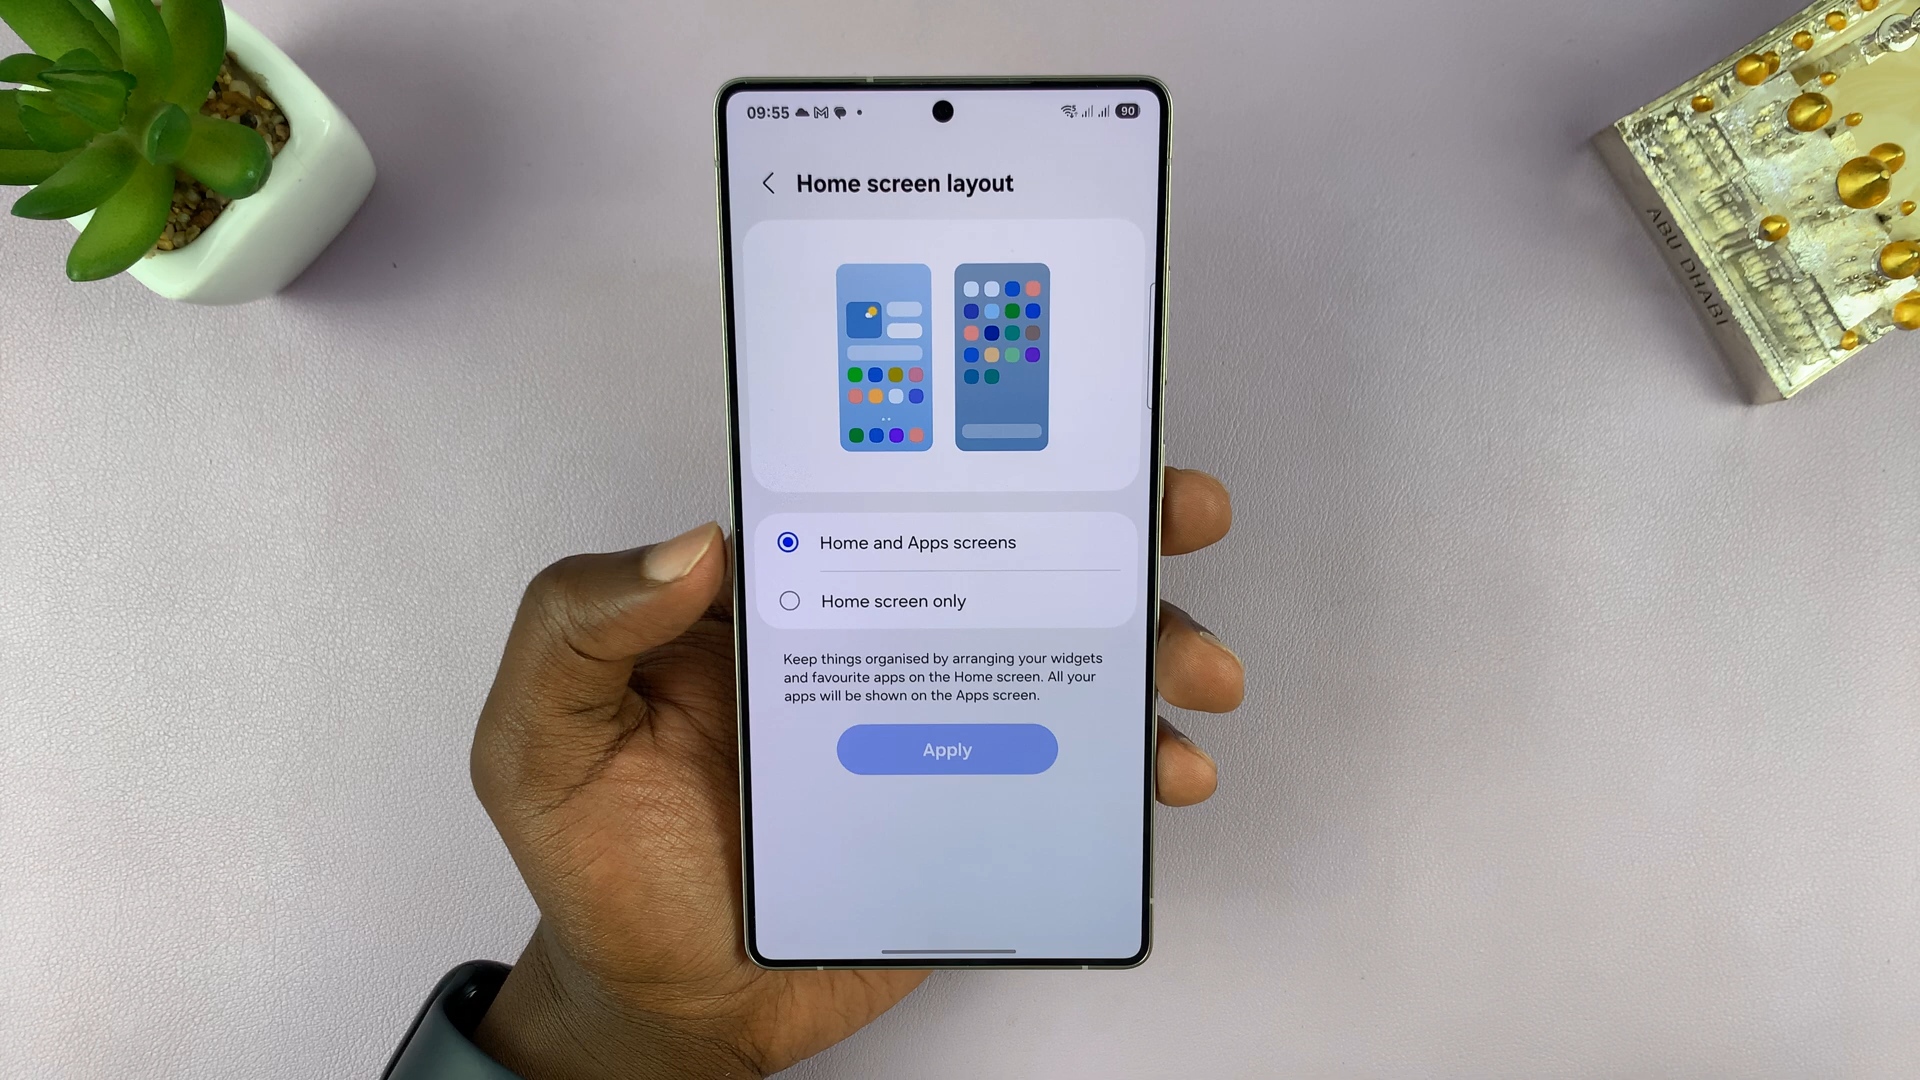 09:55
90
Home screen layout
Home and Apps screens
Home screen only
Keep things organised by arranging your widgets
and favourite apps on the Home screen. All your
apps will be shown on the Apps screen.
Apply
ABU DHABI